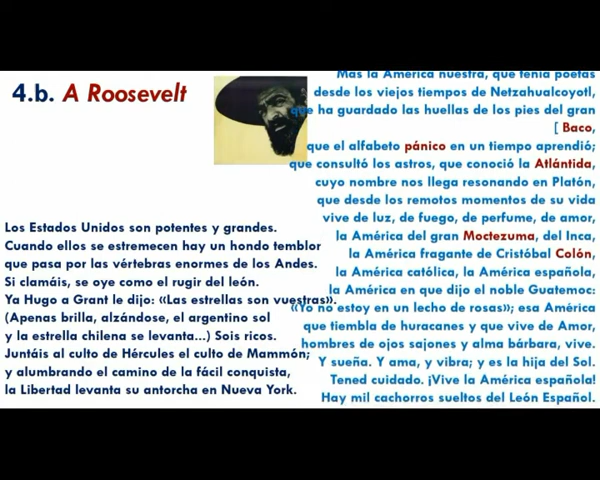 4.b. A Roosevelt
Los Estados Unidos son potentes y grandes.
Cuando ellos se estremecen hay un hondo temblor
que pasa por las vértebras enormes de los Andes.
Si clamáis, se oye como el rugir del león.
Ya Hugo a Grant le dijo: «Las estrellas son vuestras».
(Apenas brilla, alzándose, el argentino sol
y la estrella chilena se levanta...) Sois ricos.
Juntáis al culto de Hércules el culto de Mammón;
y alumbrando el camino de la fácil conquista,
la Libertad levanta su antorcha en Nueva York.
Mas la América nuestra, que tenía poetas
desde los viejos tiempos de Netzahualcoyotl,
que ha guardado las huellas de los pies del gran
[ Baco,
que el alfabeto pánico en un tiempo aprendió;
que consultó los astros, que conoció la Atlántida,
cuyo nombre nos llega resonando en Platón,
que desde los remotos momentos de su vida
vive de luz, de fuego, de perfume, de amor,
la América del gran Moctezuma, del Inca,
la América fragante de Cristóbal Colón,
la América católica, la América española,
la América en que dijo el noble Guatemoc:
«Yo no estoy en un lecho de rosas»; esa América
que tiembla de huracanes y que vive de Amor,
hombres de ojos sajones y alma bárbara, vive.
Y sueña. Y ama, y vibra; y es la hija del Sol.
Tened cuidado. ¡Vive la América española!
Hay mil cachorros sueltos del León Español.